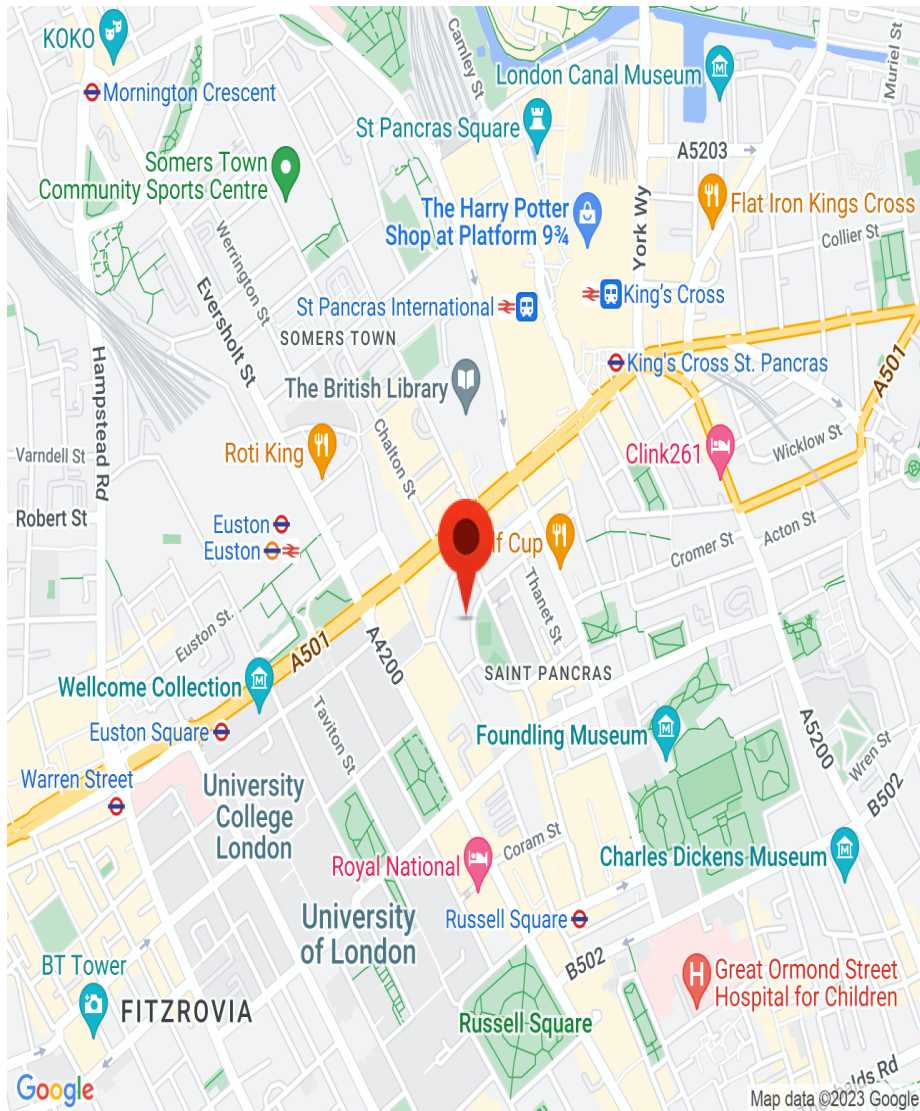 KOKO
Mornington Crescent
Camley St
London Canal Museum
Muriel St
St Pancras Square
A5203
Somers Town
Community Sports Centre
The Harry Potter
Shop at Platform 9¾
York Wy
Flat Iron Kings Cross
Collier St
Werrington St
Eversholt St
St Pancras International
King's Cross
SOMERS TOWN
Hampstead Rd
The British Library
King's Cross St. Pancras
A501
Chalton St
Varndell St
Roti King
Clink261
Wicklow St
Robert St
Euston
Euston
f Cup
Cromer St
Acton St
Thanet St
Euston St.
A501
A4200
SAINT PANCRAS
Wellcome Collection
Taviton St
Euston Square
Foundling Museum
A5200
Wren St
Warren Street
University
College
London
B502
Coram St
Royal National
Charles Dickens Museum
University
of London
Russell Square
B502
BT Tower
Great Ormond Street
Hospital for Children
FITZROVIA
Russell Square
Google
alds Rd
Map data ©2023 Google